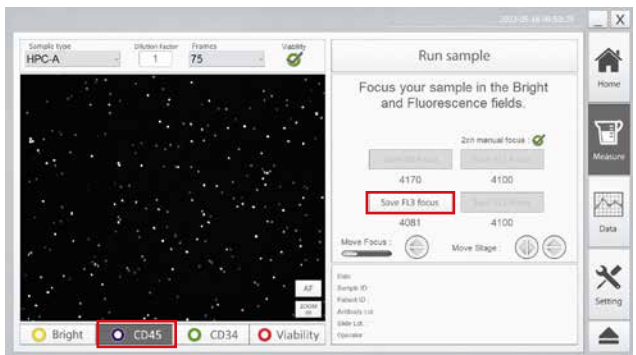 Sample type
Dilution Factor
Frames
Viability
HPC-A
1
75
Run sample
Focus your sample in the Bright
and Fluorescence fields.
2ch manual focus :
4170
4100
Save FL3 focus
4081
4100
Move Focus :
Move Stage :
AF
ZOOM
Date
Sample ID
Patient ID
Antibody Lot
Slide Lot
Operator
Bright
CD45
CD34
Viability
X
Home
Measure
Data
Setting